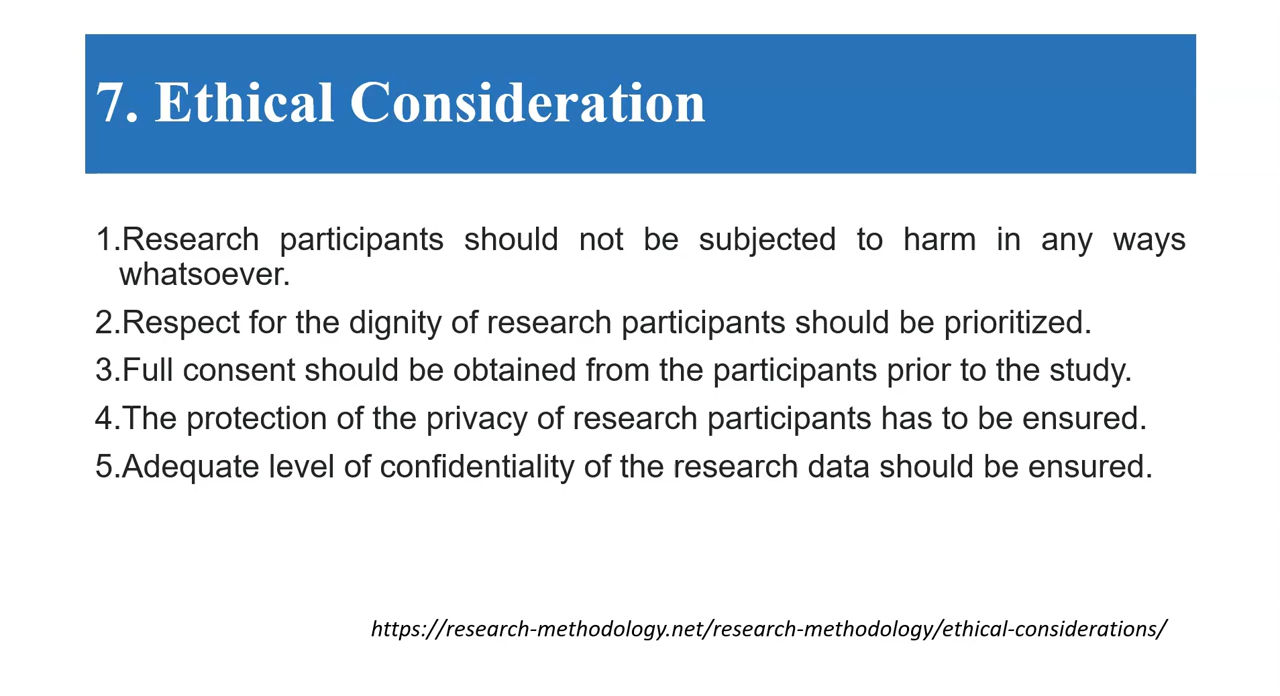 7. Ethical Consideration
1.Research participants should not be subjected to harm in any ways
whatsoever.
2.Respect for the dignity of research participants should be prioritized.
3.Full consent should be obtained from the participants prior to the study.
4.The protection of the privacy of research participants has to be ensured.
5.Adequate level of confidentiality of the research data should be ensured.
https://research-methodology.net/research-methodology/ethical-considerations/